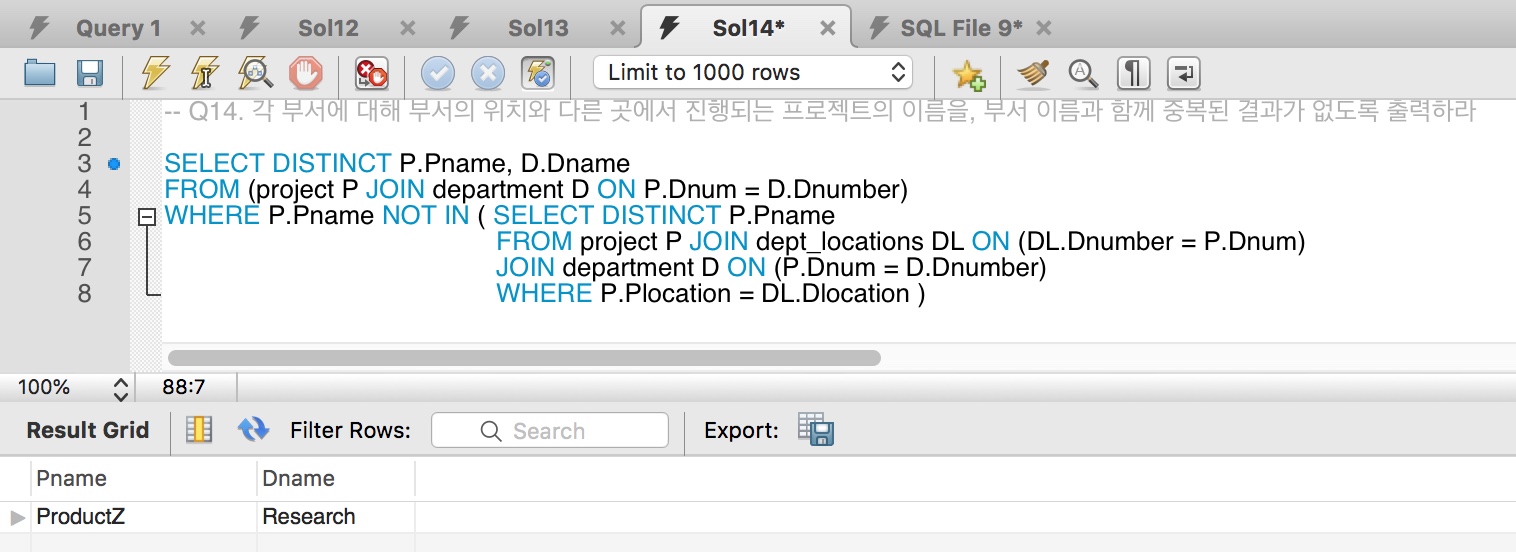 Query 1 Sol12 Sol13 Sol14* SQL File 9*
Limit to 1000 rows
1 -- Q14. 각 부서에 대해 부서의 위치와 다른 곳에서 진행되는 프로젝트의 이름을, 부서 이름과 함께 중복된 결과가 없도록 출력하라
2
3 SELECT DISTINCT P.Pname, D.Dname
4 FROM (project P JOIN department D ON P.Dnum = D.Dnumber)
5 WHERE P.Pname NOT IN ( SELECT DISTINCT P.Pname
6 FROM project P JOIN dept_locations DL ON (DL.Dnumber = P.Dnum)
7 JOIN department D ON (P.Dnum = D.Dnumber)
8 WHERE P.Plocation = DL.Dlocation )
100% 88:7
Result Grid Filter Rows: Search Export:
Pname Dname
ProductZ Research